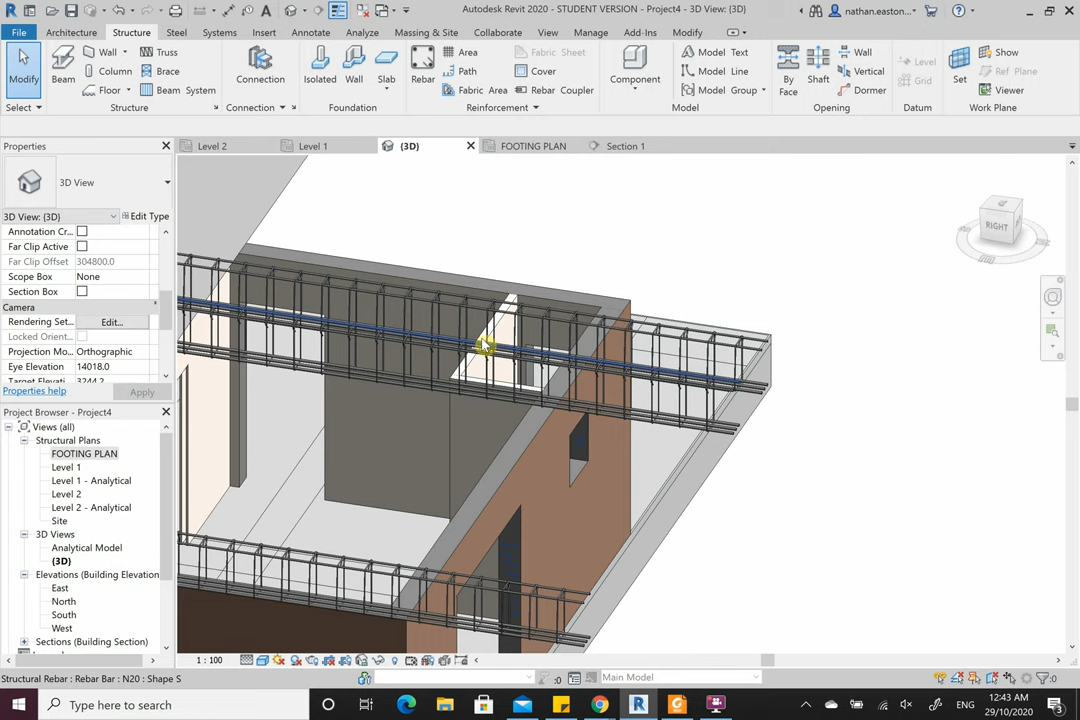 Autodesk Revit 2020 - STUDENT VERSION - Project4 - 3D View: {3D}
nathan.easton...
File Architecture Structure Steel Systems Insert Annotate Analyze Massing & Site Collaborate View Manage Add-Ins Modify
Modify
Beam
Wall
Column
Floor
Truss
Brace
Beam System
Connection
Isolated
Wall
Slab
Rebar
Area
Path
Fabric Area
Fabric Sheet
Cover
Rebar Coupler
Component
Model Text
Model Line
Model Group
By Face
Shaft
Wall
Vertical
Dormer
Level
Grid
Set
Show
Ref Plane
Viewer
Select Structure Connection Foundation Reinforcement Model Opening Datum Work Plane
Properties
Level 2 Level 1 {3D} FOOTING PLAN Section 1
3D View
3D View: {3D} Edit Type
Annotation Cr...
Far Clip Active
Far Clip Offset 304800.0
Scope Box None
Section Box
Camera
Rendering Set... Edit...
Locked Orient...
Projection Mo... Orthographic
Eye Elevation 14018.0
Target Elevati... 3244.2
Properties help Apply
Project Browser - Project4
Views (all)
Structural Plans
FOOTING PLAN
Level 1
Level 1 - Analytical
Level 2
Level 2 - Analytical
Site
3D Views
Analytical Model
{3D}
Elevations (Building Elevation
East
North
South
West
Sections (Building Section)
RIGHT
1 : 100
Structural Rebar : Rebar Bar : N20 : Shape S
:0
Main Model
:0
Type here to search
ENG
12:43 AM
29/10/2020
3